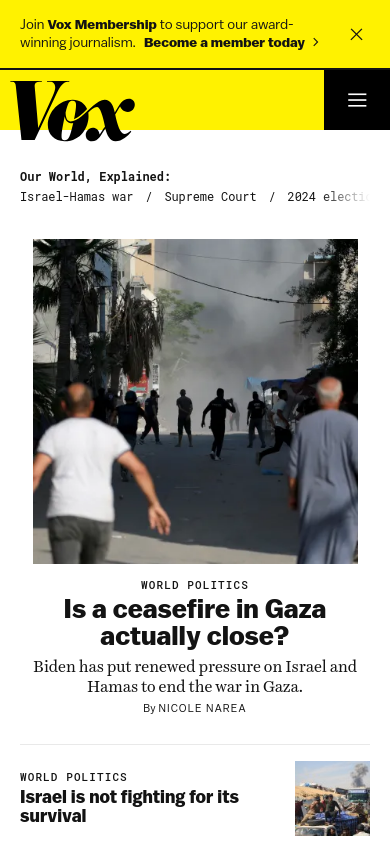 Join Vox Membership to support our award-
winning journalism. Become a member today
Vox
Our World, Explained:
Israel-Hamas war / Supreme Court / 2024 electi
WORLD POLITICS
Is a ceasefire in Gaza
actually close?
Biden has put renewed pressure on Israel and
Hamas to end the war in Gaza.
By NICOLE NAREA
WORLD POLITICS
Israel is not fighting for its
survival